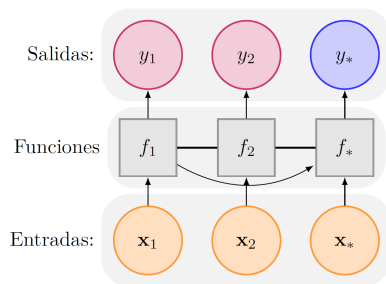 Salidas: y₁ y₂ y∗
Funciones f₁ f₂ f∗
Entradas: x₁ x₂ x∗